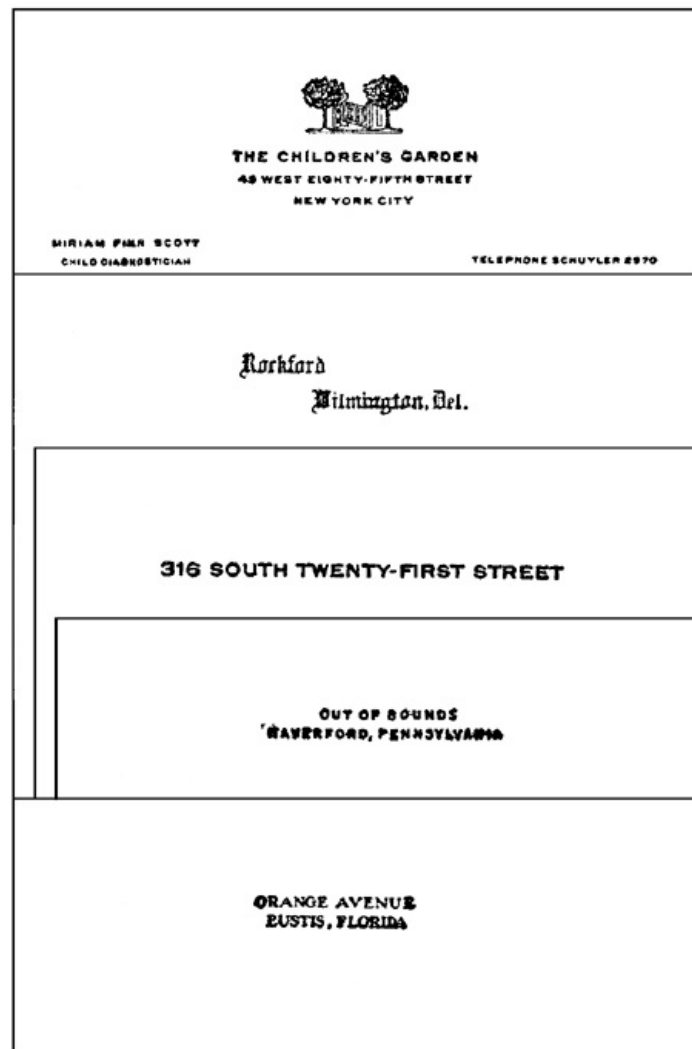 THE CHILDREN'S GARDEN
49 WEST EIGHTY-FIFTH STREET
NEW YORK CITY
MIRIAM FINN SCOTT
CHILD DIAGNOSTICIAN
TELEPHONE SCHUYLER 2970
Rockford
Wilmington, Del.
316 SOUTH TWENTY-FIRST STREET
OUT OF BOUNDS
HAVERFORD, PENNSYLVANIA
ORANGE AVENUE
EUSTIS, FLORIDA